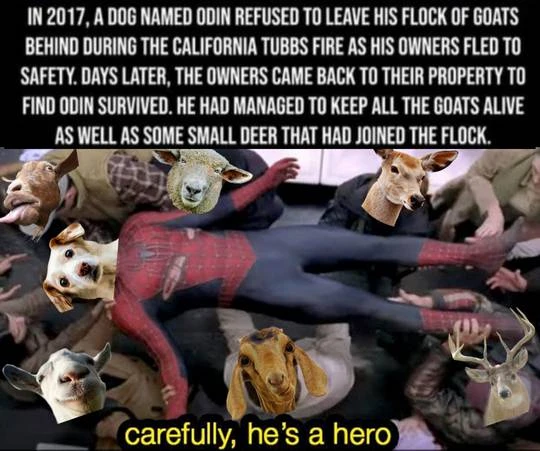 IN 2017, A DOG NAMED ODIN REFUSED TO LEAVE HIS FLOCK OF GOATS
BEHIND DURING THE CALIFORNIA TUBBS FIRE AS HIS OWNERS FLED TO
SAFETY. DAYS LATER, THE OWNERS CAME BACK TO THEIR PROPERTY TO
FIND ODIN SURVIVED. HE HAD MANAGED TO KEEP ALL THE GOATS ALIVE
AS WELL AS SOME SMALL DEER THAT HAD JOINED THE FLOCK.
carefully, he's a hero